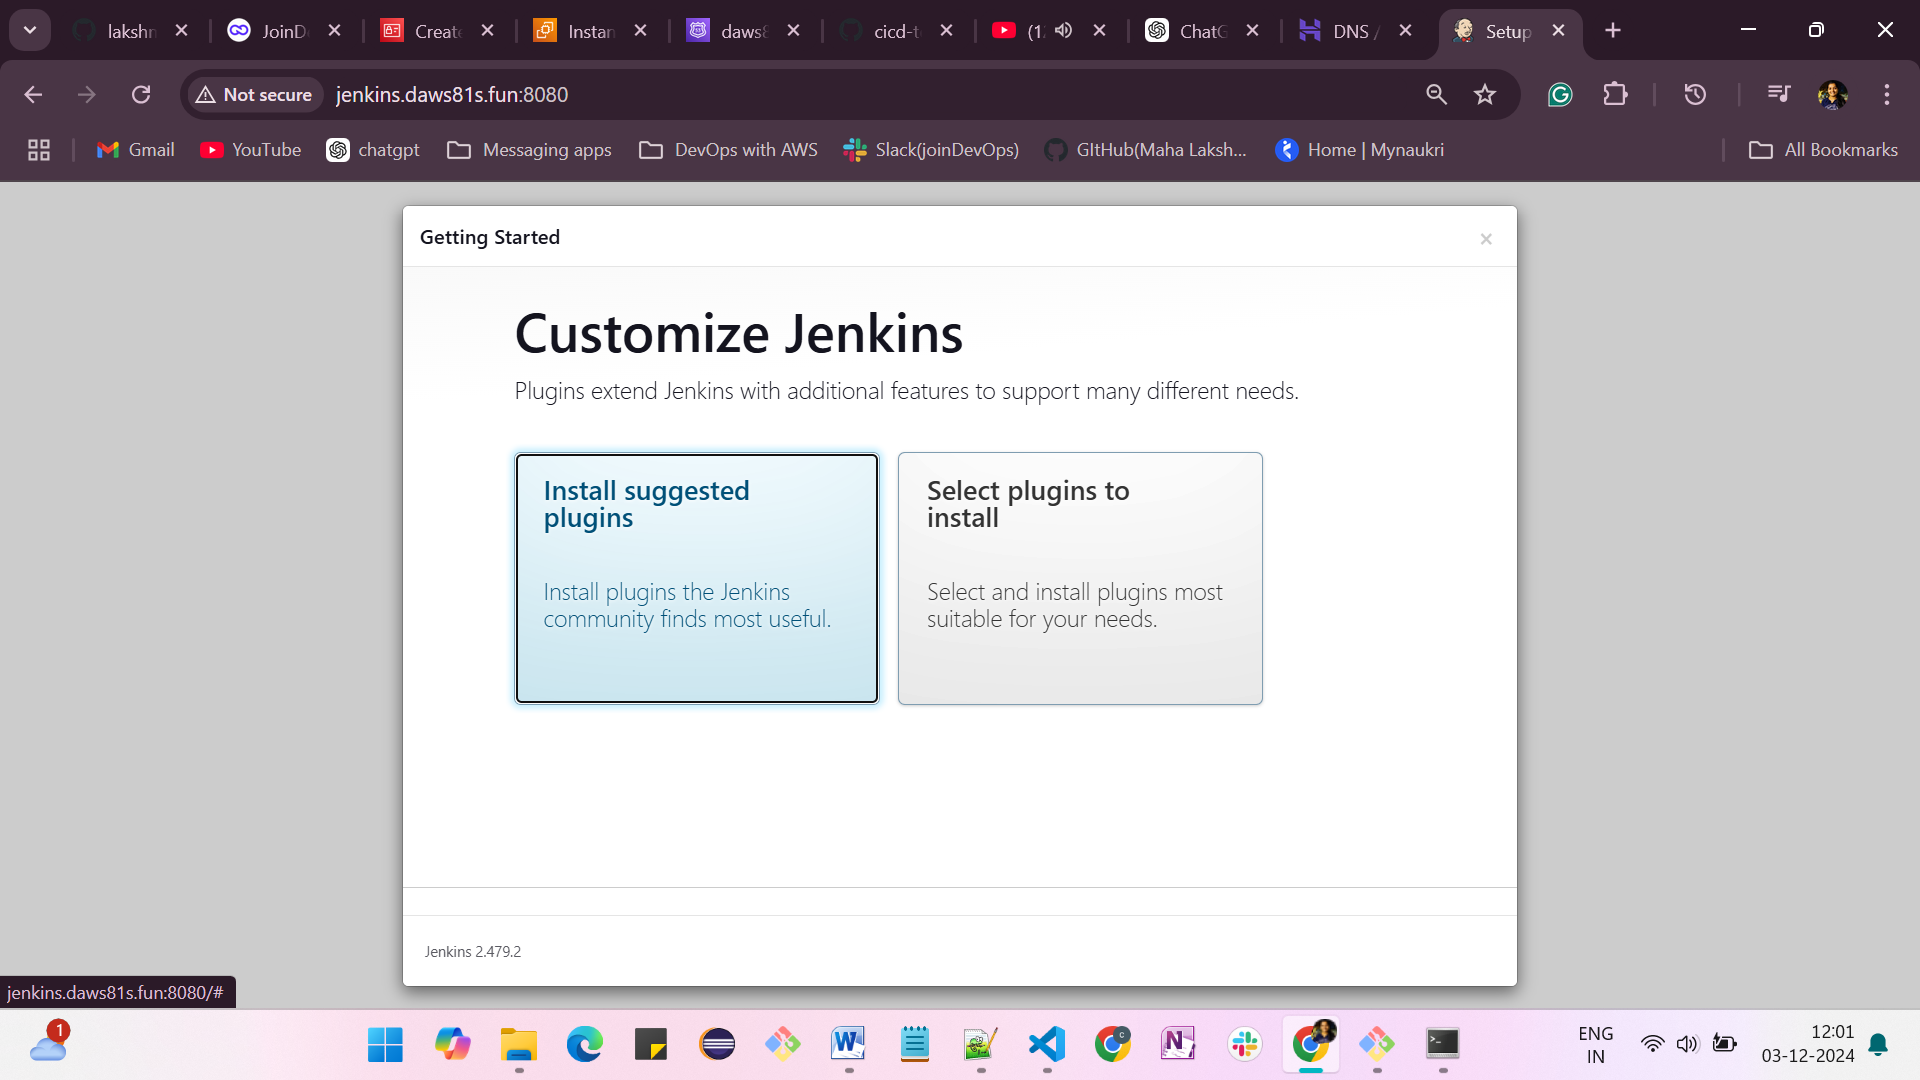 lakshn
JoinD
Create
Instan
daws8
cicd-t
(1
ChatG
DNS /
Setup
Not secure
jenkins.daws81s.fun:8080
Gmail
YouTube
chatgpt
Messaging apps
DevOps with AWS
Slack(joinDevOps)
GItHub(Maha Laksh...
Home | Mynaukri
All Bookmarks
Getting Started
×
Customize Jenkins
Plugins extend Jenkins with additional features to support many different needs.
Install suggested
plugins
Install plugins the Jenkins
community finds most useful.
Select plugins to
install
Select and install plugins most
suitable for your needs.
Jenkins 2.479.2
jenkins.daws81s.fun:8080/#
1
ENG
IN
12:01
03-12-2024